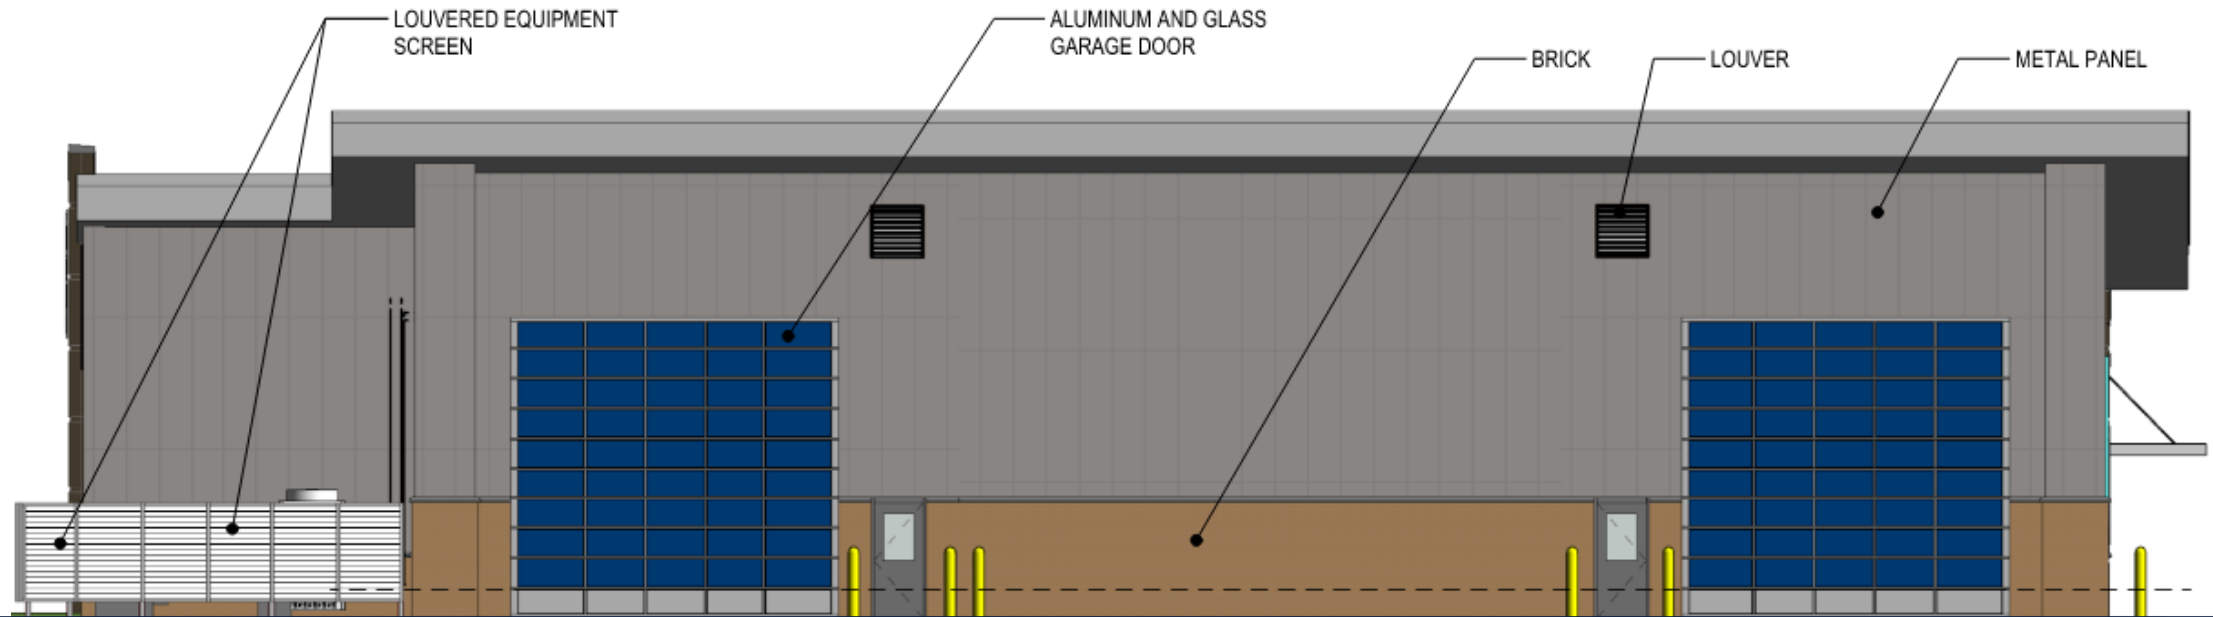 LOUVERED EQUIPMENT
SCREEN
ALUMINUM AND GLASS
GARAGE DOOR
BRICK
LOUVER
METAL PANEL